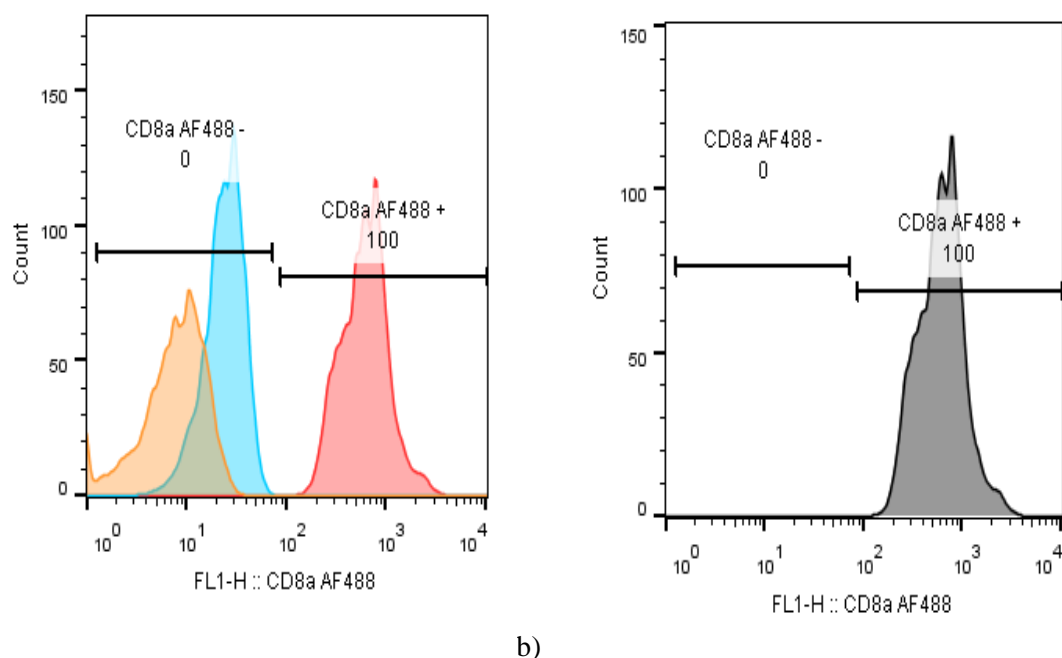 150
100
50
0
Count
CD8a AF488 -
0
CD8a AF488 +
100
10^0 10^1 10^2 10^3 10^4
FL1-H :: CD8a AF488
150
100
50
0
Count
CD8a AF488 -
0
CD8a AF488 +
100
10^0 10^1 10^2 10^3 10^4
FL1-H :: CD8a AF488
b)